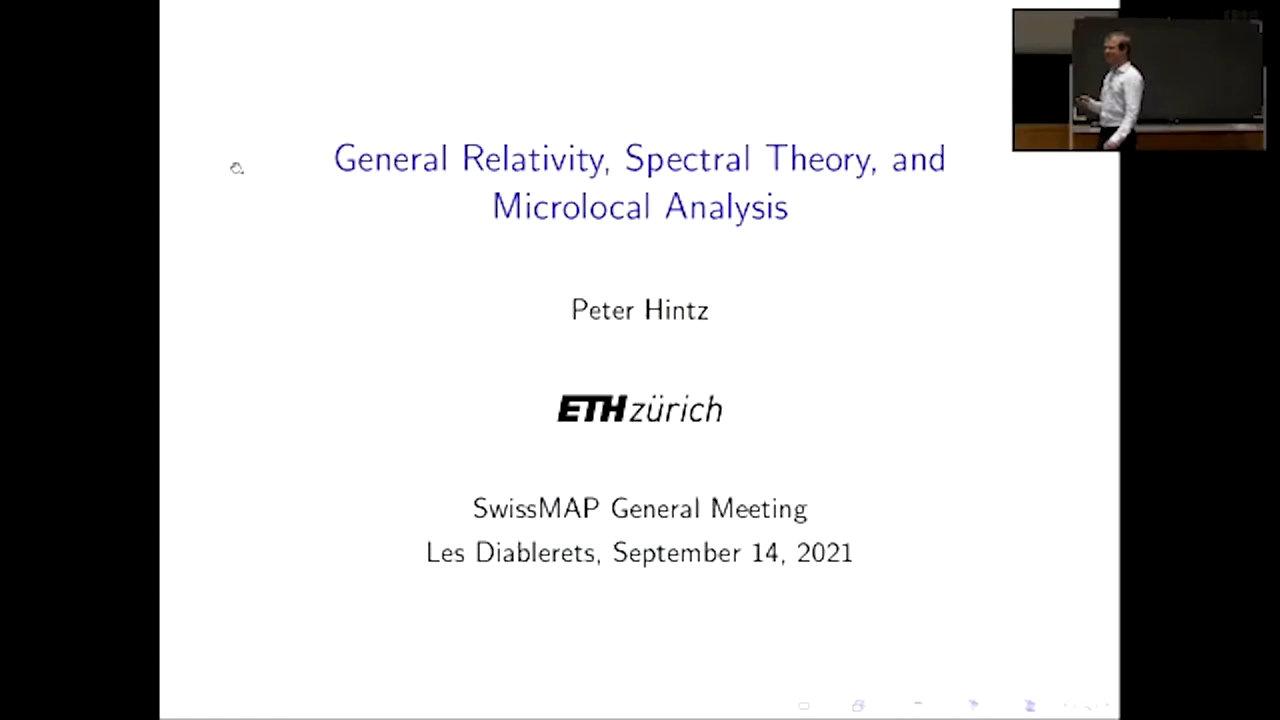 General Relativity, Spectral Theory, and
Microlocal Analysis
Peter Hintz
ETH zürich
SwissMAP General Meeting
Les Diablerets, September 14, 2021